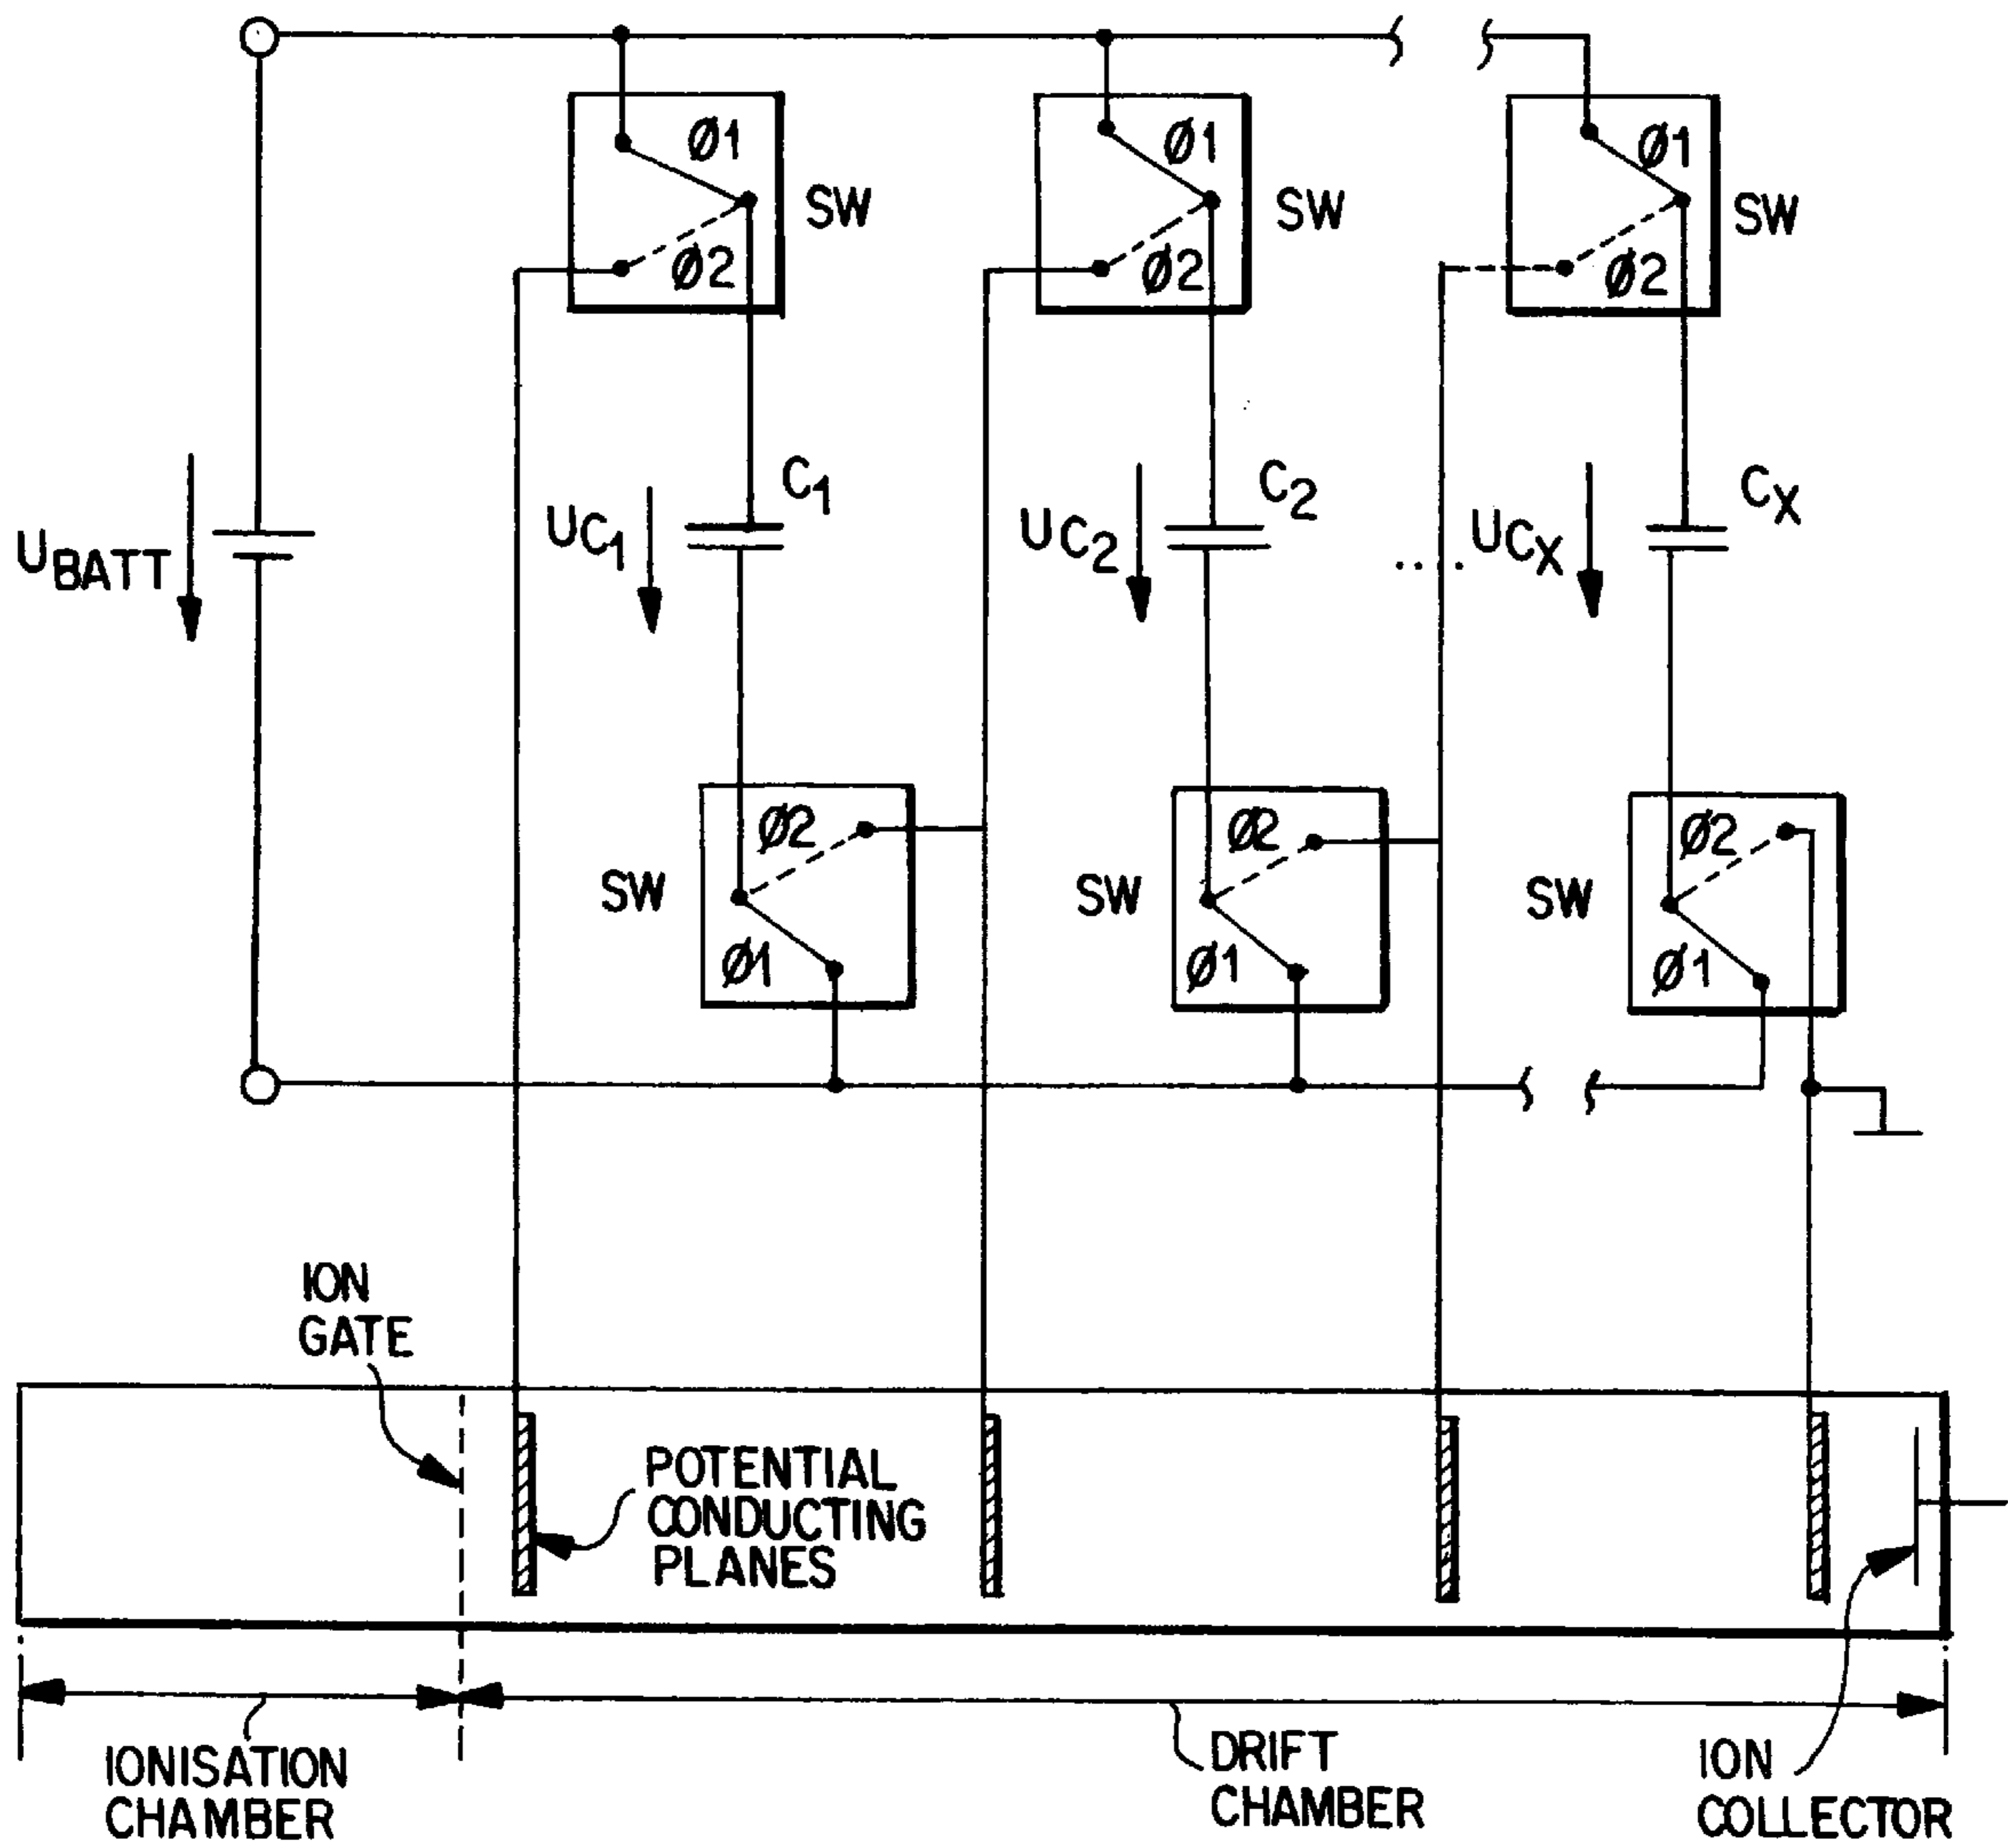 Ø1
SW
Ø2
Ø1
SW
Ø2
Ø1
SW
Ø2
UBATT
UC1
C1
UC2
C2
....
UCX
CX
Ø2
SW
Ø1
Ø2
SW
Ø1
Ø2
SW
Ø1
ION
GATE
POTENTIAL
CONDUCTING
PLANES
IONISATION
CHAMBER
DRIFT
CHAMBER
ION
COLLECTOR